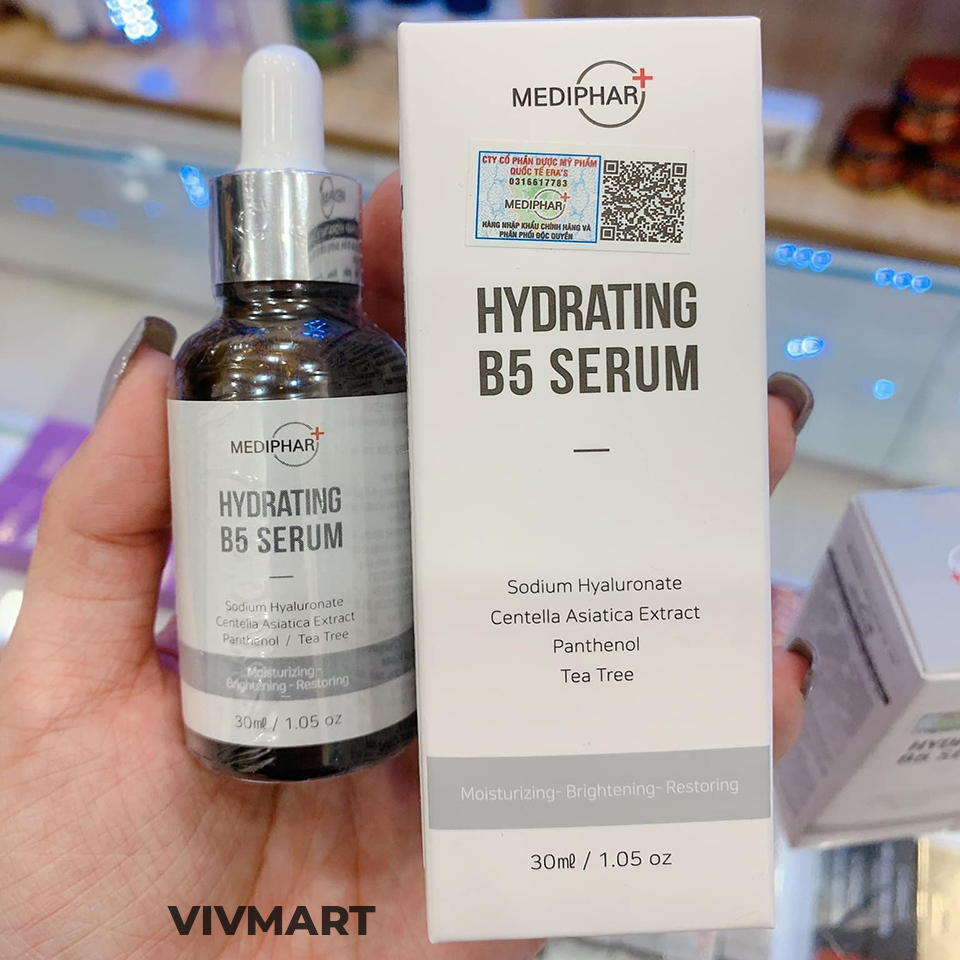 MEDIPHAR+
CTY CỔ PHẦN DƯỢC MỸ PHẨM
QUỐC TẾ ERA'S
0316617783
MEDIPHAR+
HÀNG NHẬP KHẨU CHÍNH HÃNG VÀ
PHÂN PHỐI ĐỘC QUYỀN
HYDRATING
B5 SERUM
Sodium Hyaluronate
Centella Asiatica Extract
Panthenol
Tea Tree
Moisturizing- Brightening- Restoring
30ml / 1.05 oz
MEDIPHAR+
HYDRATING
B5 SERUM
Sodium Hyaluronate
Centella Asiatica Extract
Panthenol / Tea Tree
Moisturizing -
Brightening - Restoring
30ml / 1.05 oz
VIVMART